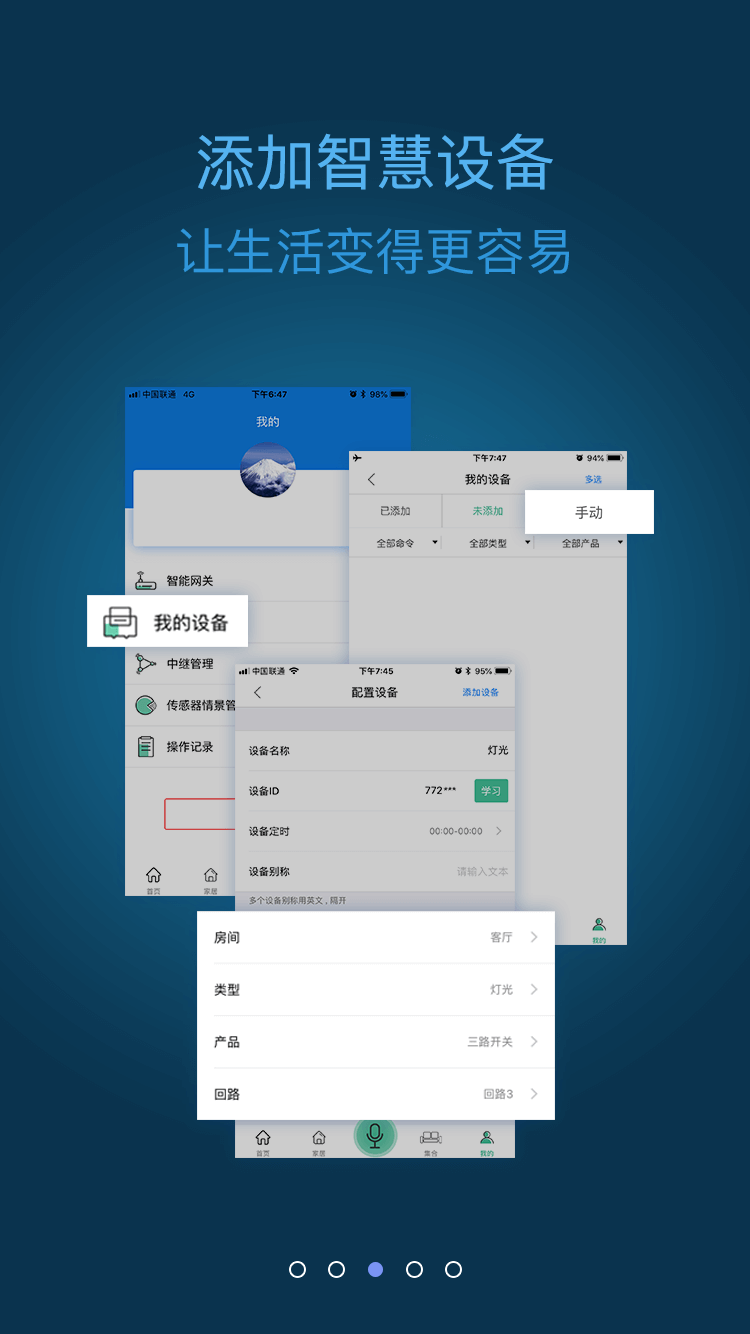 添加智慧设备
让生活变得更容易
中国联通 4G 下午6:47 98%
我的
智能网关
我的设备
中继管理
传感器情景管
操作记录
首页 家居
下午7:47 94%
我的设备 多选
已添加 未添加 手动
全部命令 全部类型 全部产品
我的
中国联通 下午7:45 95%
配置设备 添加设备
设备名称 灯光
设备ID 772*** 学习
设备定时 00:00-00:00
设备别称 请输入文本
多个设备别称用英文 , 隔开
房间 客厅
类型 灯光
产品 三路开关
回路 回路3
首页 家居 集合 我的